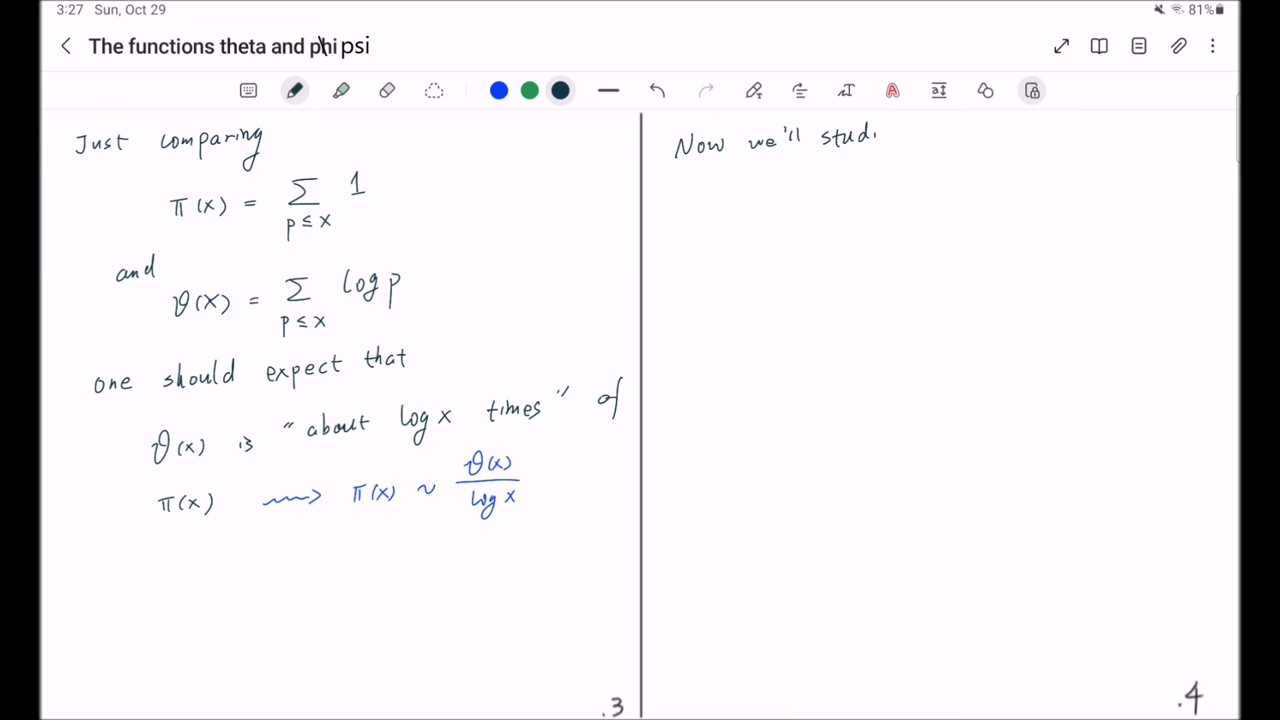 3:27 Sun, Oct 29 81%
The functions theta and phi psi
Just comparing
π(x) = Σ 1
p ≤ x
and
ϑ(x) = Σ log p
p ≤ x
one should expect that
ϑ(x) is "about log x times" of
π(x) ⟿ π(x) ~ ϑ(x) / log x
.3
Now we'll stud
.4